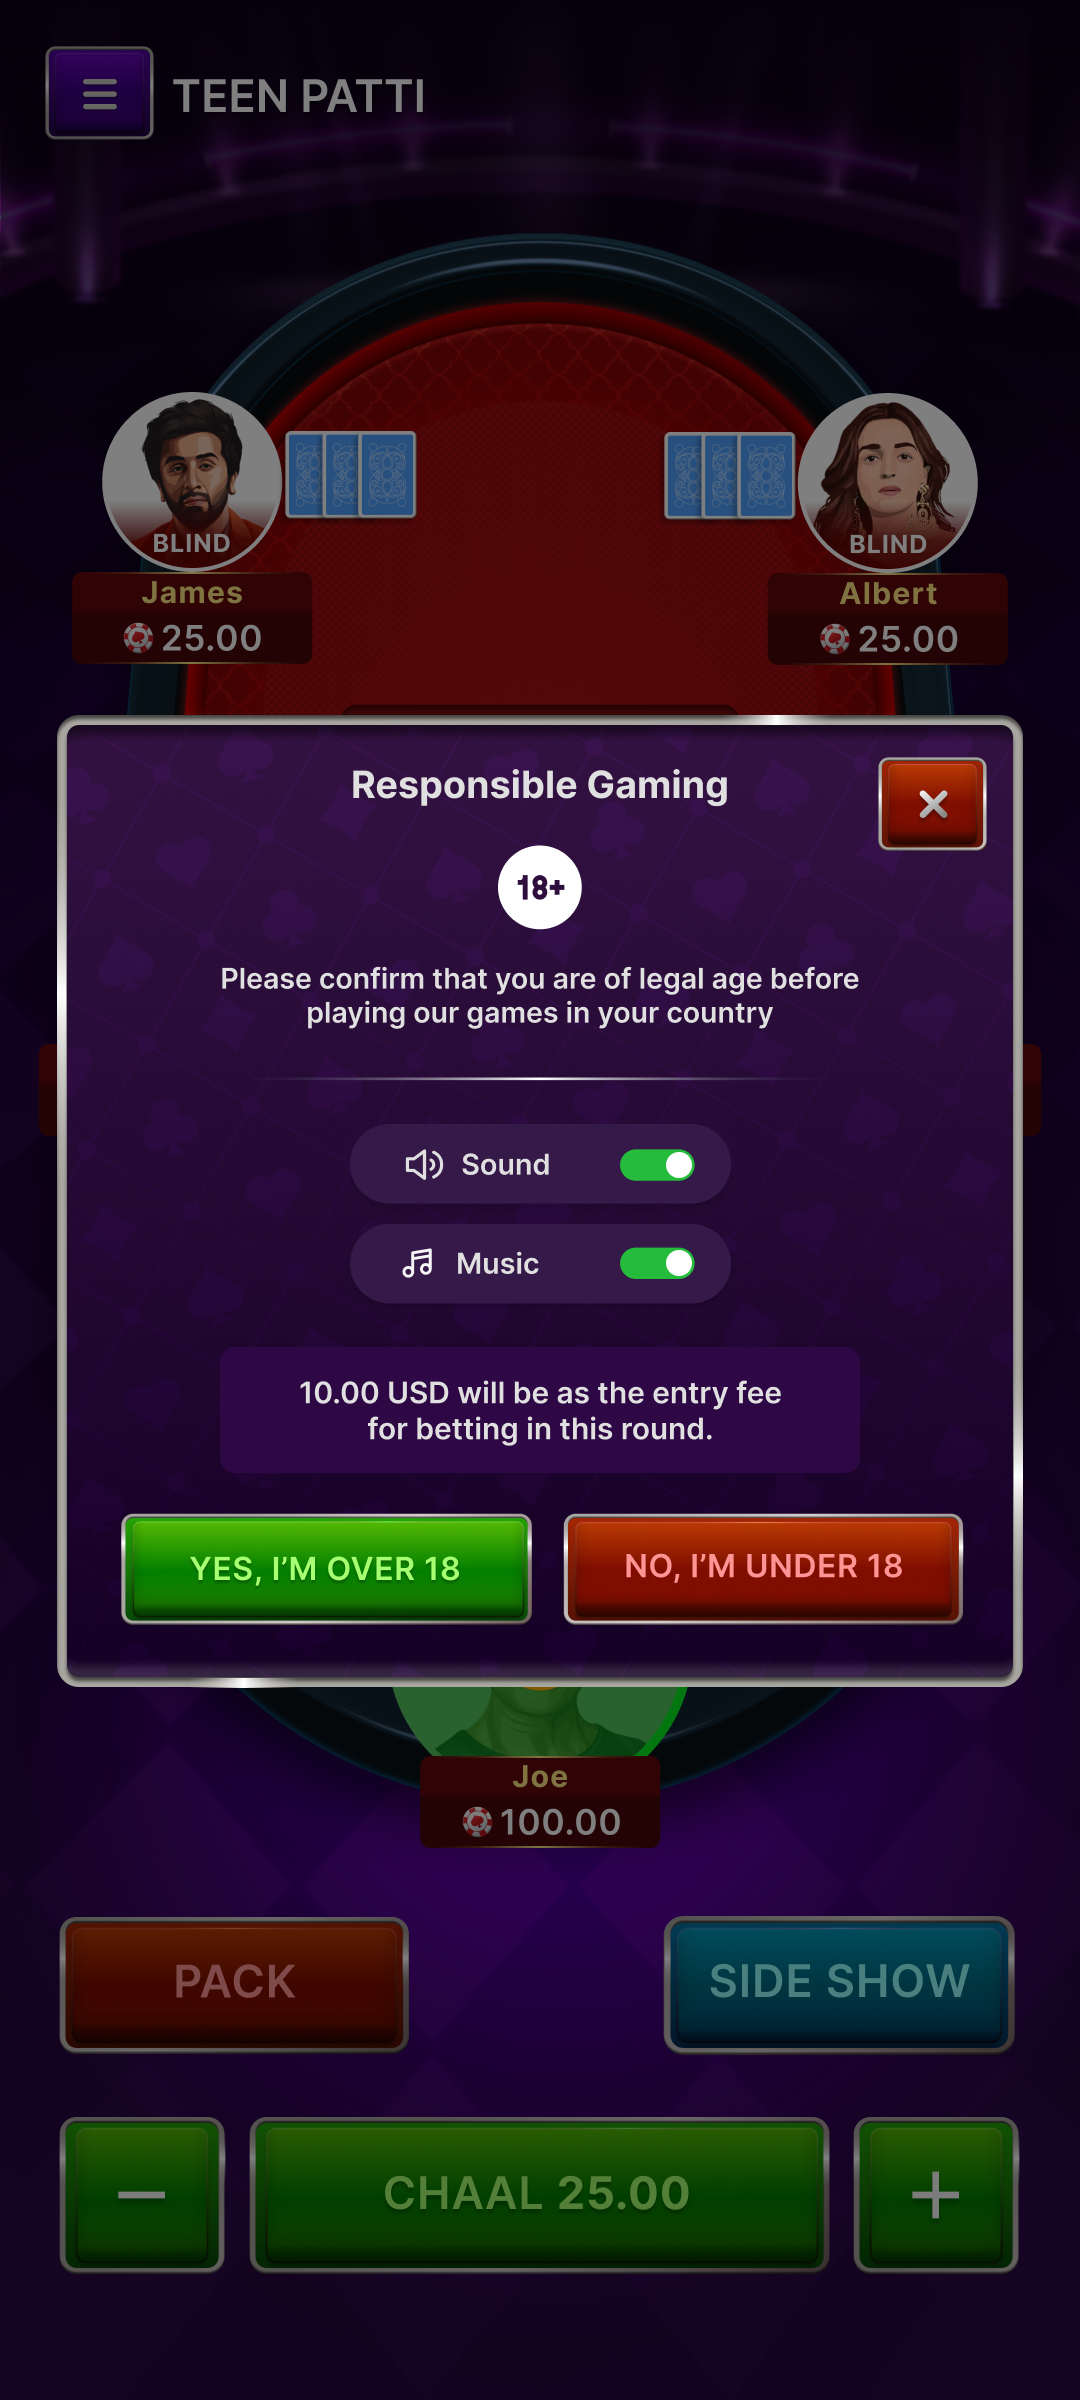 TEEN PATTI
BLIND
James
25.00
BLIND
Albert
25.00
Responsible Gaming
18+
Please confirm that you are of legal age before
playing our games in your country
Sound
Music
10.00 USD will be as the entry fee
for betting in this round.
YES, I’M OVER 18
NO, I’M UNDER 18
Joe
100.00
PACK
SIDE SHOW
CHAAL 25.00